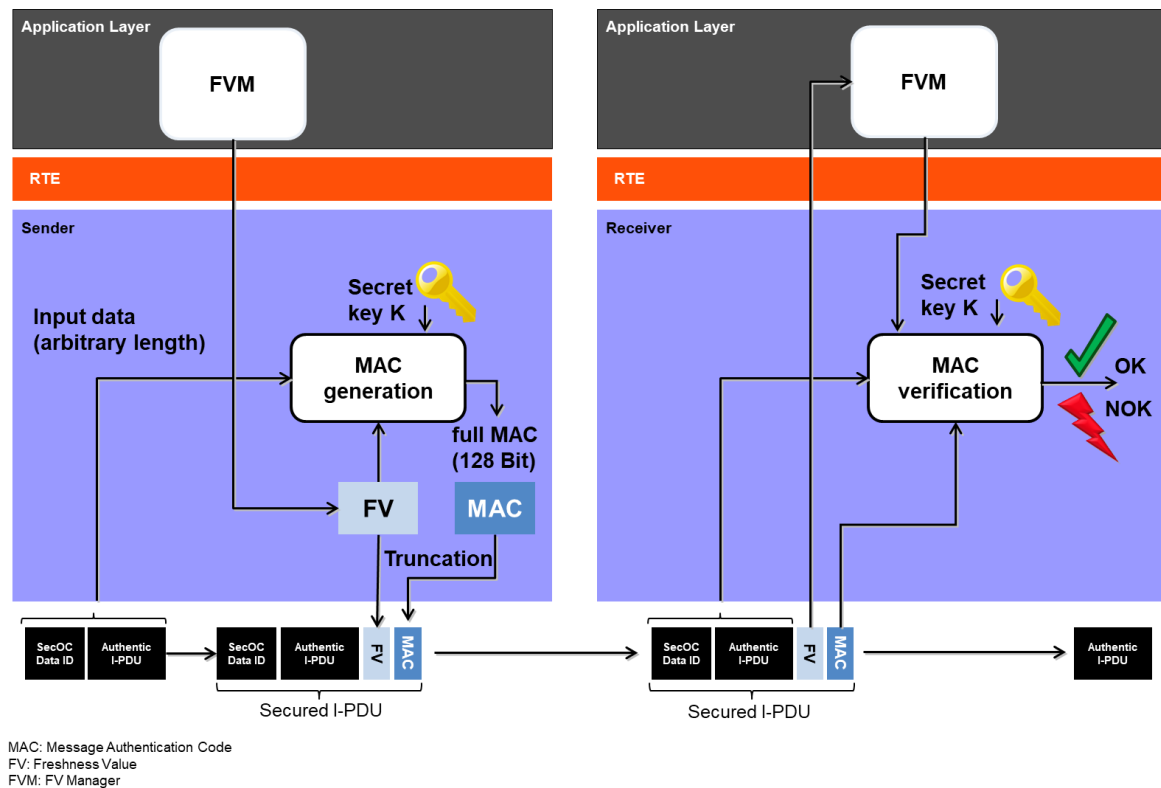 Application Layer
FVM
RTE
Sender
Secret
key K
Input data
(arbitrary length)
MAC
generation
full MAC
(128 Bit)
FV
MAC
Truncation
SecOC
Data ID
Authentic
I-PDU
SecOC
Data ID
Authentic
I-PDU
FV
MAC
Secured I-PDU
Application Layer
FVM
RTE
Receiver
Secret
key K
MAC
verification
OK
NOK
SecOC
Data ID
Authentic
I-PDU
FV
MAC
Secured I-PDU
Authentic
I-PDU
MAC: Message Authentication Code
FV: Freshness Value
FVM: FV Manager